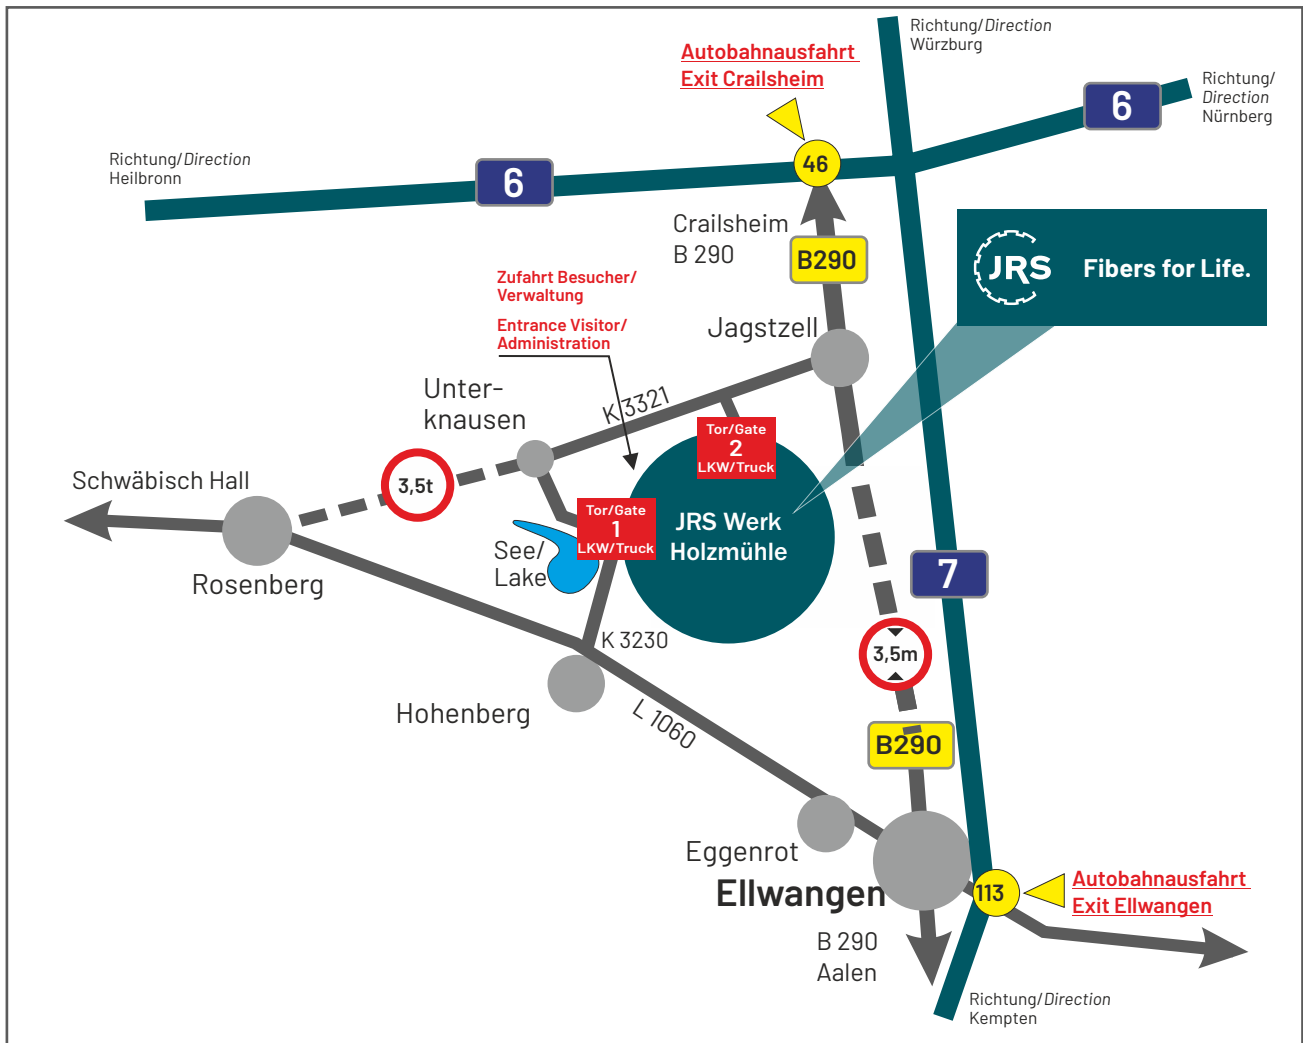 Richtung/Direction
Würzburg
Autobahnausfahrt
Exit Crailsheim
Richtung/
Direction
Nürnberg
6
46
Richtung/Direction
Heilbronn
6
Crailsheim
B 290
B290
JRS Fibers for Life.
Zufahrt Besucher/
Verwaltung
Entrance Visitor/
Administration
Jagstzell
Unter-
knausen
K 3321
Tor/Gate
2
LKW/Truck
Schwäbisch Hall
3,5t
Tor/Gate
1
LKW/Truck
JRS Werk
Holzmühle
See/
Lake
Rosenberg
7
K 3230
3,5m
Hohenberg
L 1060
B290
Eggenrot
Ellwangen
113
Autobahnausfahrt
Exit Ellwangen
B 290
Aalen
Richtung/Direction
Kempten